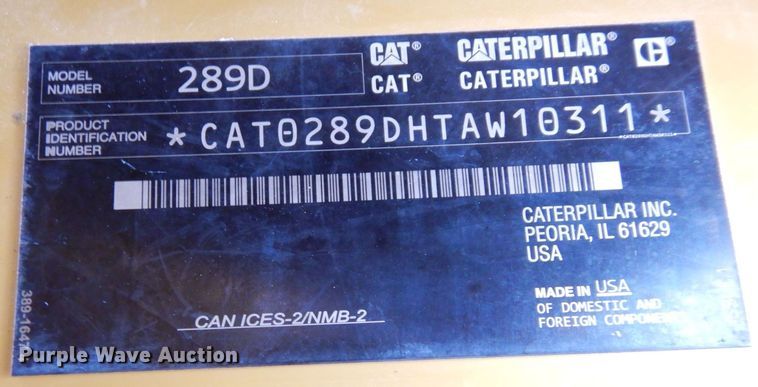 MODEL NUMBER 289D
CAT® CATERPILLAR® C
CAT® CATERPILLAR®
PRODUCT IDENTIFICATION NUMBER *CAT0289DHTAW10311*
CATERPILLAR INC.
PEORIA, IL 61629
USA
MADE IN USA
OF DOMESTIC AND
FOREIGN COMPONENTS
CAN ICES-2/NMB-2
Purple Wave Auction